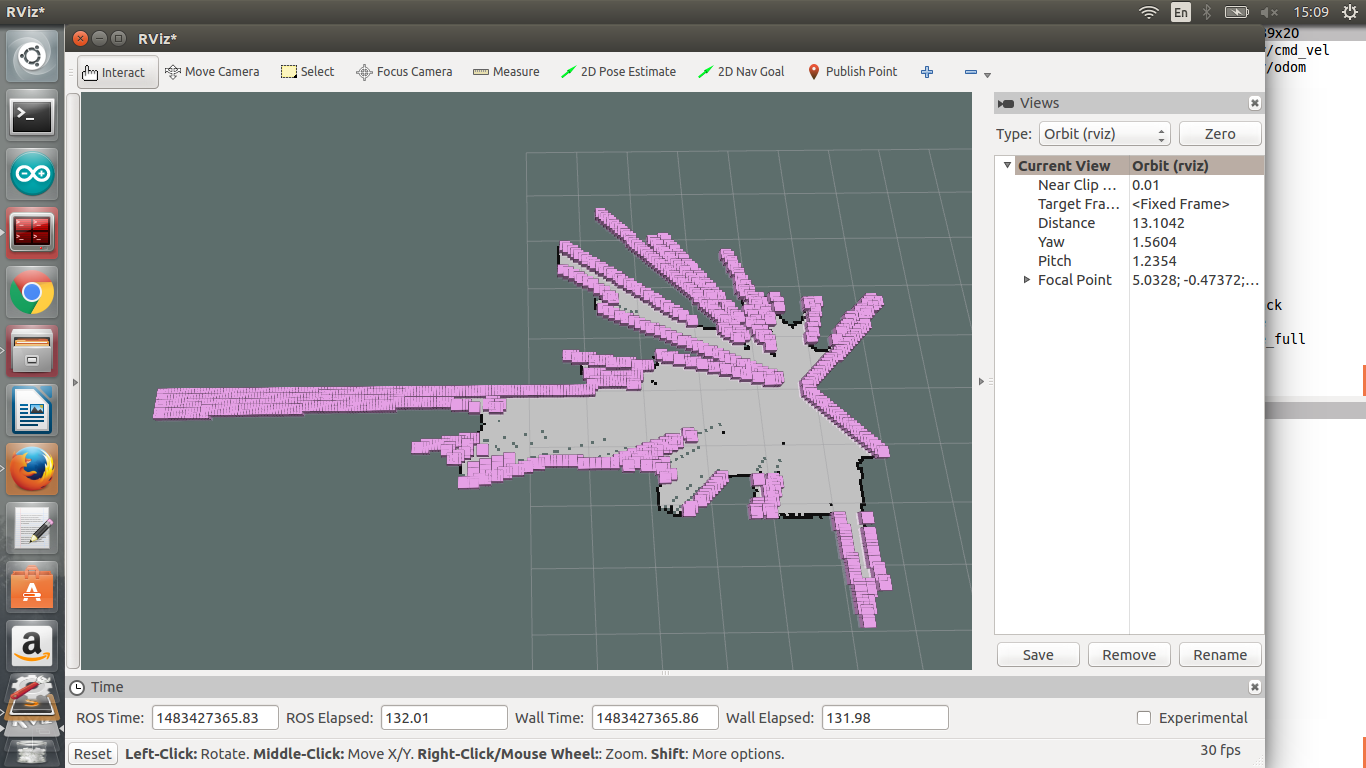 RViz*
En
15:09
RViz*
Interact
Move Camera
Select
Focus Camera
Measure
2D Pose Estimate
2D Nav Goal
Publish Point
39x20
/cmd_vel
/odom
Views
Type: Orbit (rviz) Zero
Current View Orbit (rviz)
Near Clip ... 0.01
Target Fra... <Fixed Frame>
Distance 13.1042
Yaw 1.5604
Pitch 1.2354
Focal Point 5.0328; -0.47372;...
ck
_full
Save Remove Rename
Time
ROS Time: 1483427365.83 ROS Elapsed: 132.01 Wall Time: 1483427365.86 Wall Elapsed: 131.98 Experimental
Reset Left-Click: Rotate. Middle-Click: Move X/Y. Right-Click/Mouse Wheel:: Zoom. Shift: More options. 30 fps